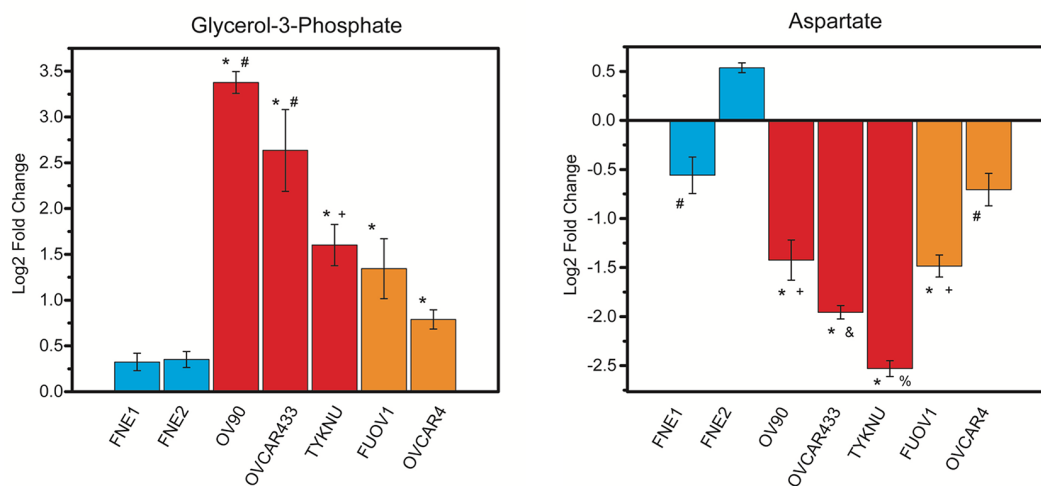 Glycerol-3-Phosphate
Log2 Fold Change
3.5
3.0
2.5
2.0
1.5
1.0
0.5
0.0
* #
* #
* +
*
*
FNE1
FNE2
OV90
OVCAR433
TYKNU
FUOV1
OVCAR4
Aspartate
Log2 Fold Change
0.5
0.0
-0.5
-1.0
-1.5
-2.0
-2.5
#
* +
* &
* %
* +
#
FNE1
FNE2
OV90
OVCAR433
TYKNU
FUOV1
OVCAR4